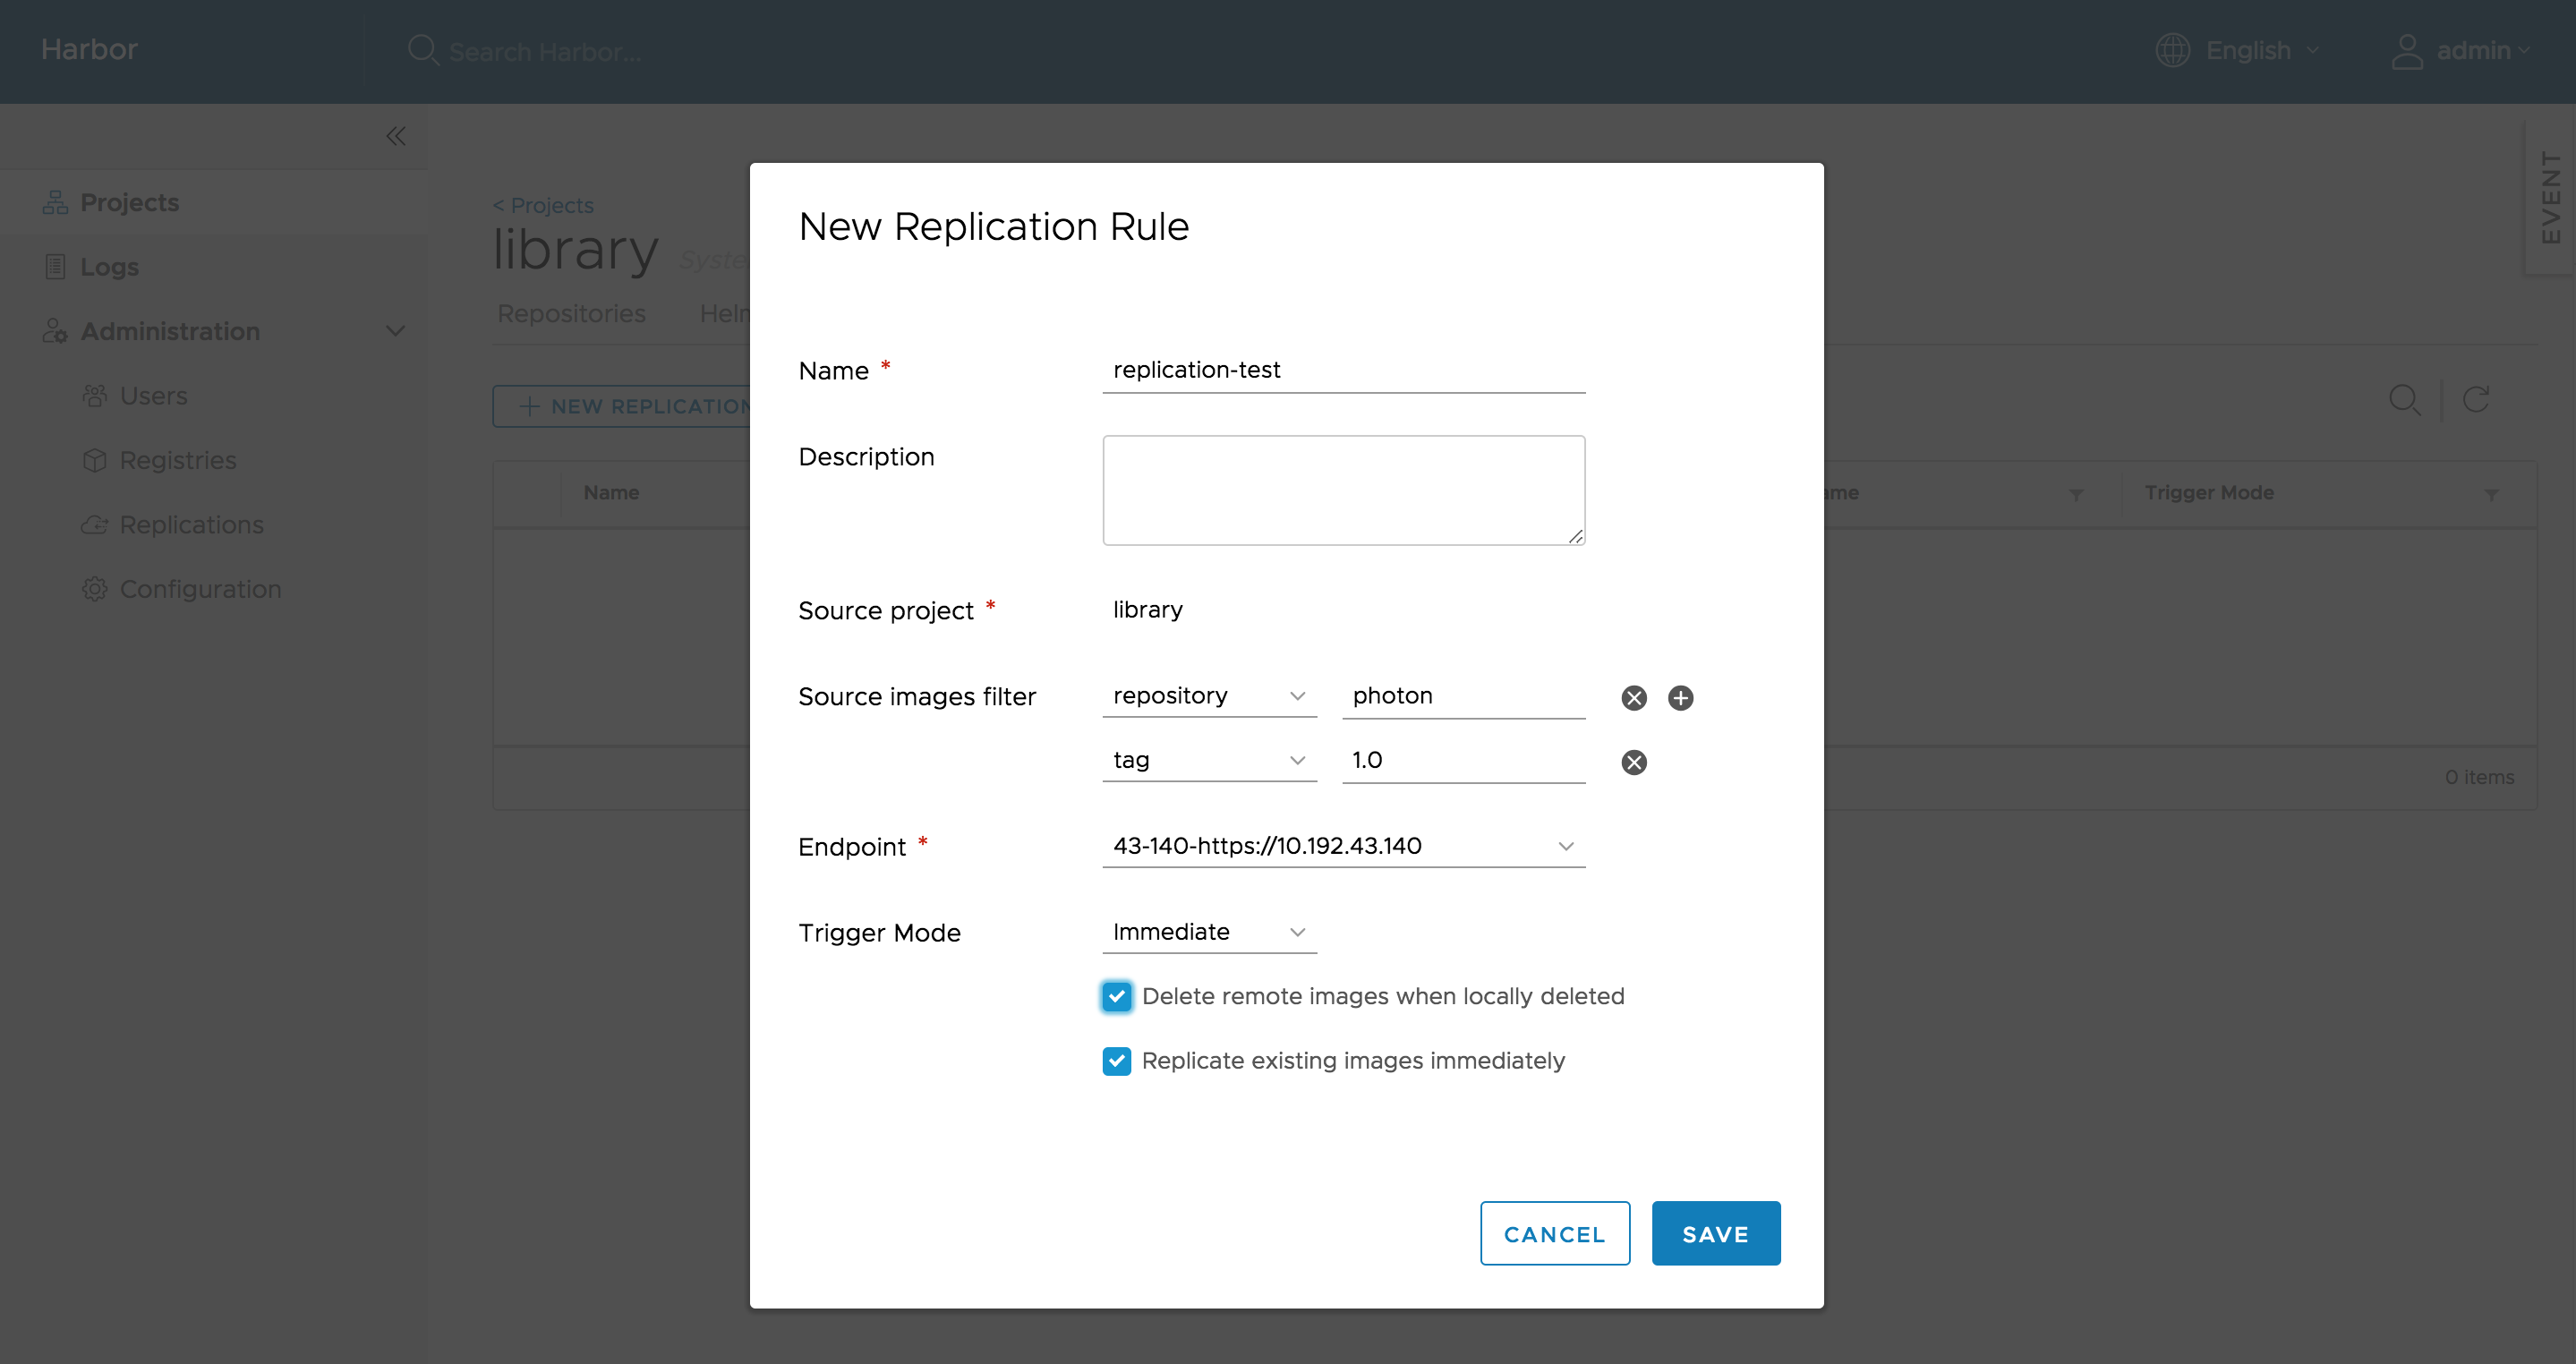 Harbor
Search Harbor...
English
admin
EVENT
Projects
Logs
Administration
Users
Registries
Replications
Configuration
< Projects
library
Repositories
NEW REPLICATION
Name
Trigger Mode
0 items
New Replication Rule
Name *
replication-test
Description
Source project *
library
Source images filter
repository
photon
tag
1.0
Endpoint *
43-140-https://10.192.43.140
Trigger Mode
Immediate
Delete remote images when locally deleted
Replicate existing images immediately
CANCEL
SAVE